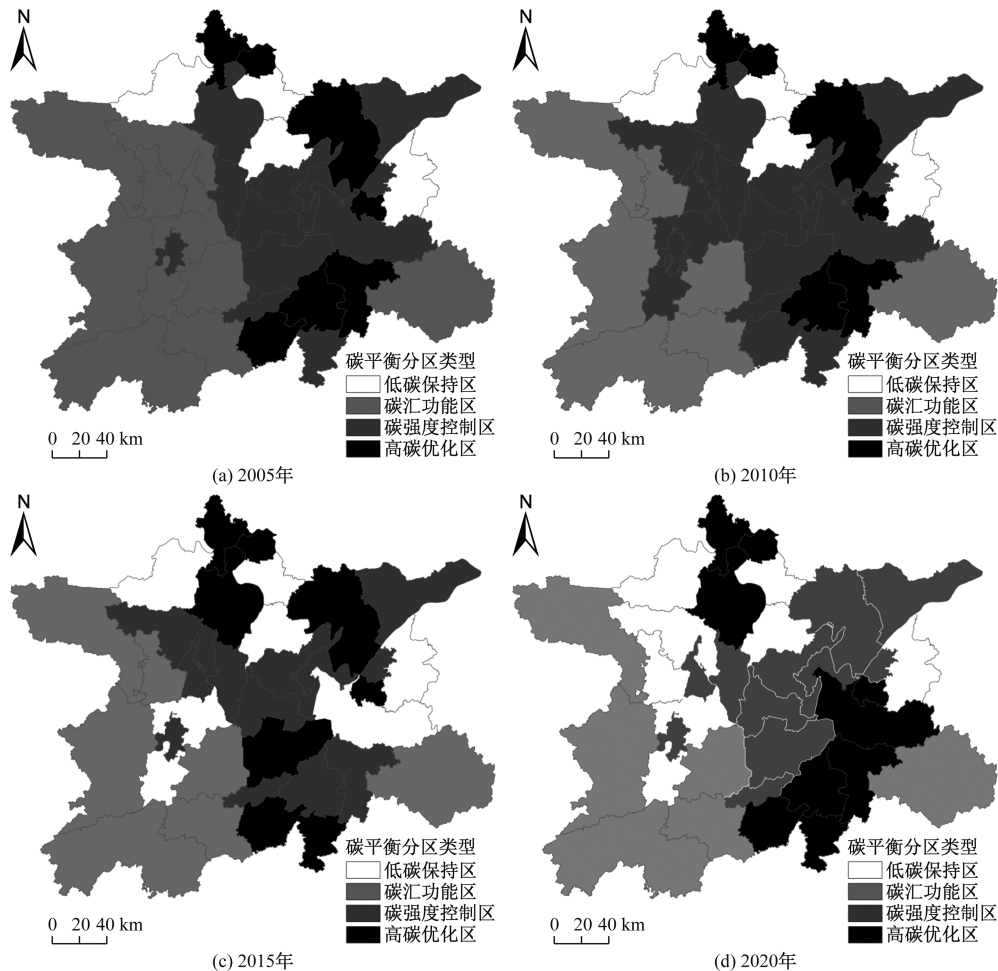 N
碳平衡分区类型
低碳保持区
碳汇功能区
碳强度控制区
高碳优化区
0 20 40 km
(a) 2005年
N
碳平衡分区类型
低碳保持区
碳汇功能区
碳强度控制区
高碳优化区
0 20 40 km
(b) 2010年
N
碳平衡分区类型
低碳保持区
碳汇功能区
碳强度控制区
高碳优化区
0 20 40 km
(c) 2015年
N
碳平衡分区类型
低碳保持区
碳汇功能区
碳强度控制区
高碳优化区
0 20 40 km
(d) 2020年